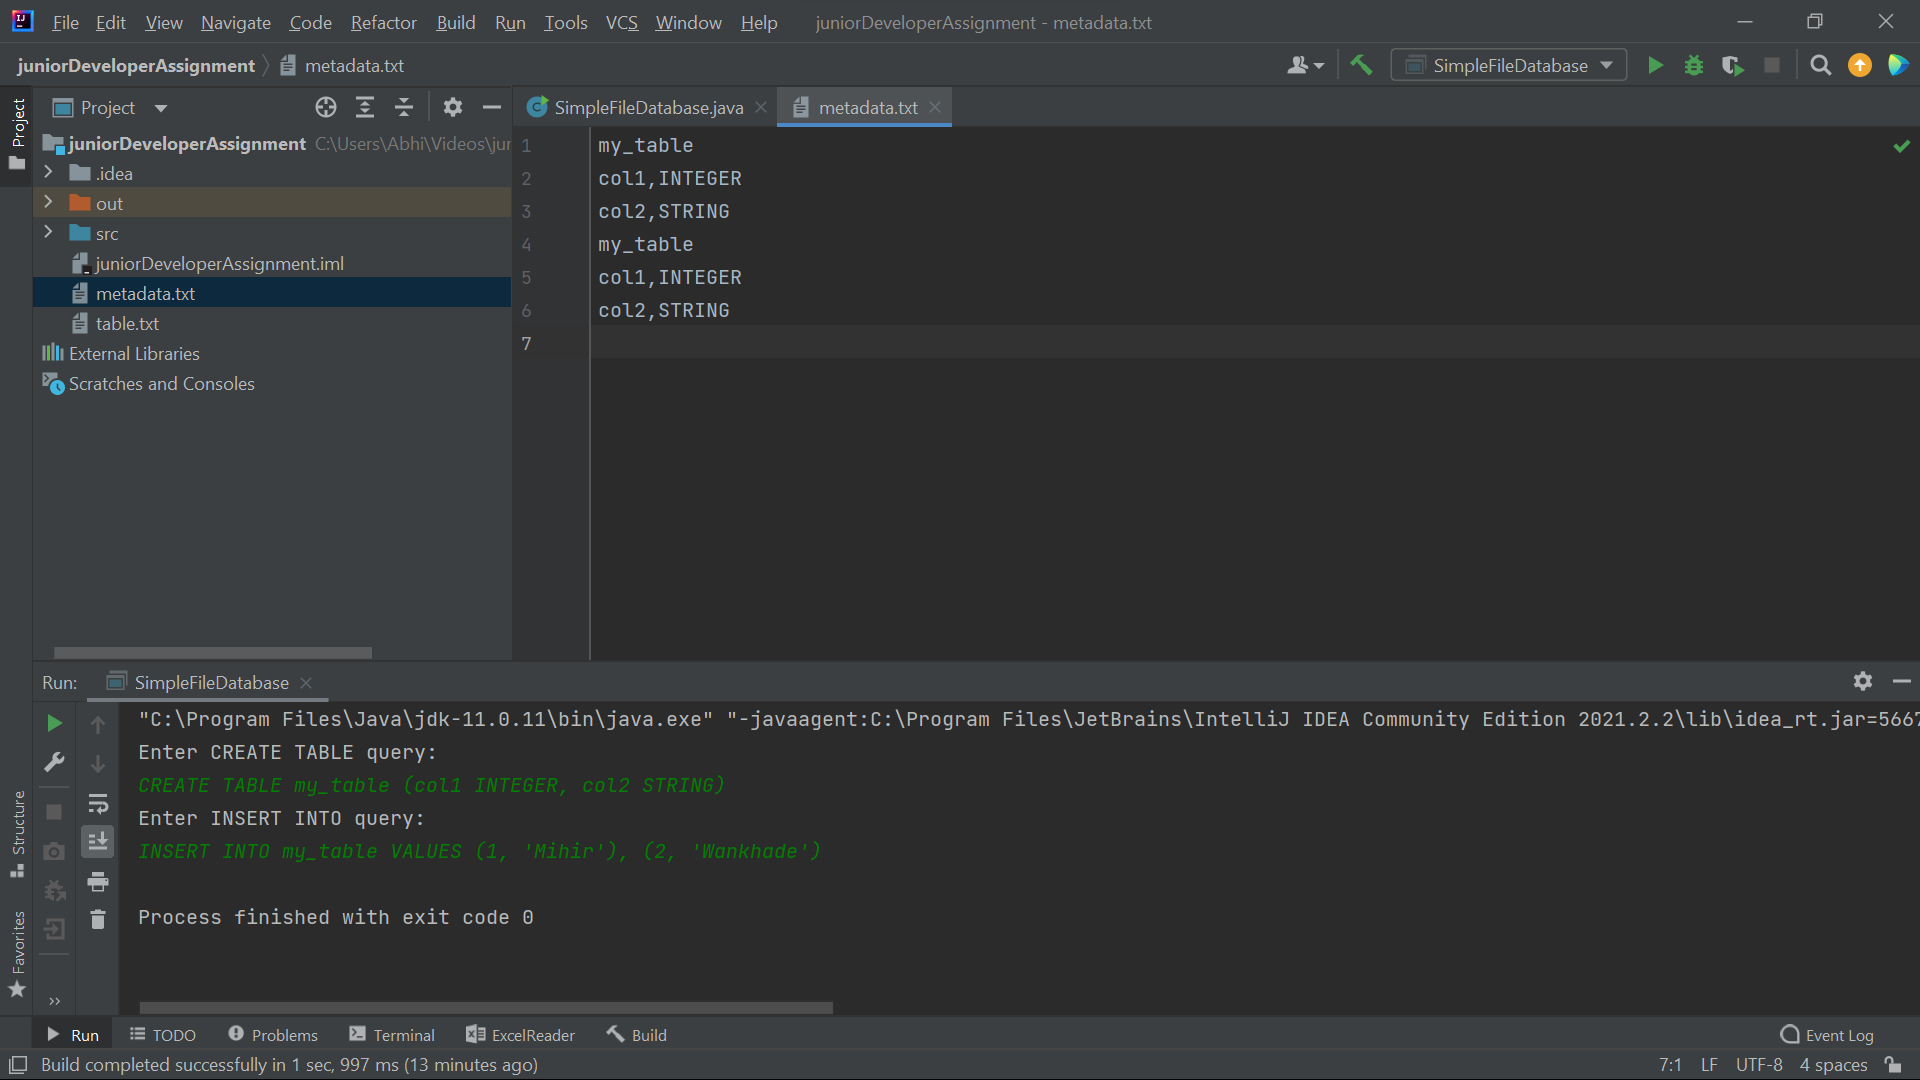 File Edit View Navigate Code Refactor Build Run Tools VCS Window Help juniorDeveloperAssignment - metadata.txt
juniorDeveloperAssignment metadata.txt SimpleFileDatabase
Project
Project
SimpleFileDatabase.java
metadata.txt
juniorDeveloperAssignment C:\Users\Abhi\Videos\jun
.idea
out
src
juniorDeveloperAssignment.iml
metadata.txt
table.txt
External Libraries
Scratches and Consoles
1 my_table
2 col1,INTEGER
3 col2,STRING
4 my_table
5 col1,INTEGER
6 col2,STRING
7
Run: SimpleFileDatabase
"C:\Program Files\Java\jdk-11.0.11\bin\java.exe" "-javaagent:C:\Program Files\JetBrains\IntelliJ IDEA Community Edition 2021.2.2\lib\idea_rt.jar=5667
Enter CREATE TABLE query:
CREATE TABLE my_table (col1 INTEGER, col2 STRING)
Enter INSERT INTO query:
INSERT INTO my_table VALUES (1, 'Mihir'), (2, 'Wankhade')
Process finished with exit code 0
Structure
Favorites
Run TODO Problems Terminal ExcelReader Build Event Log
Build completed successfully in 1 sec, 997 ms (13 minutes ago) 7:1 LF UTF-8 4 spaces